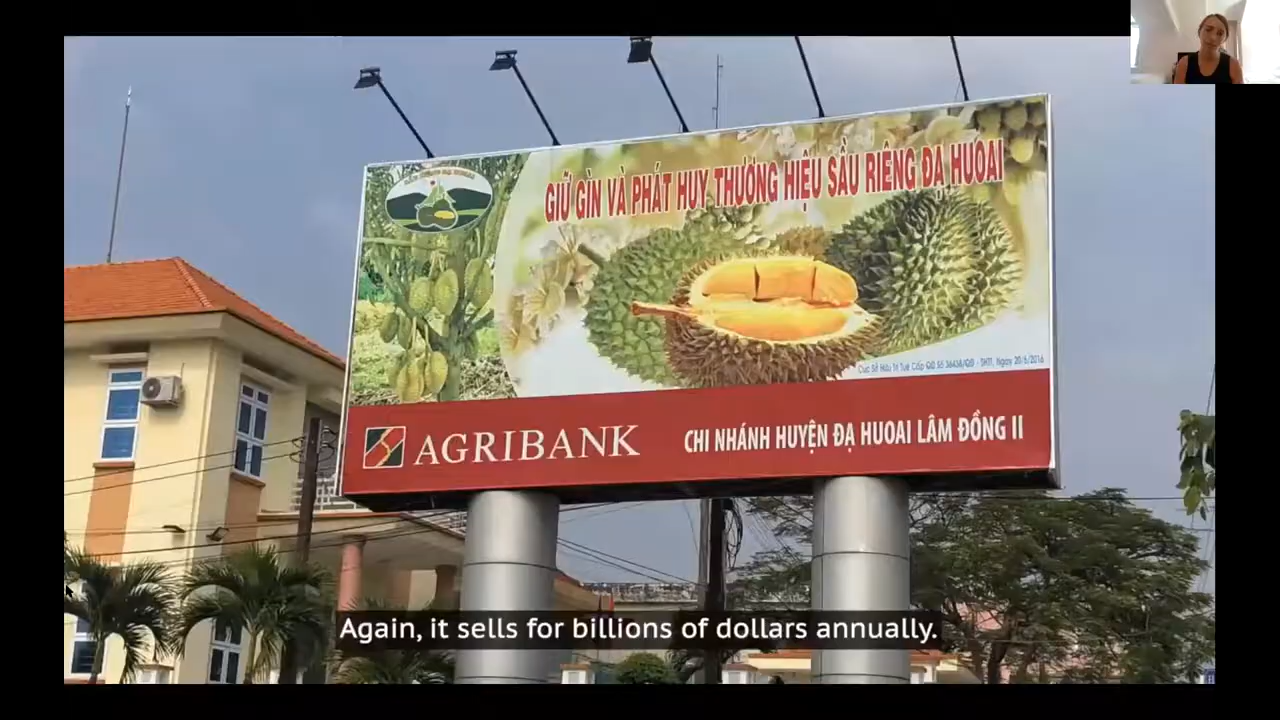 GIỮ GÌN VÀ PHÁT HUY THƯƠNG HIỆU SẦU RIÊNG ĐẠ HUOAI
AGRIBANK
CHI NHÁNH HUYỆN ĐẠ HUOAI LÂM ĐỒNG II
Again, it sells for billions of dollars annually.